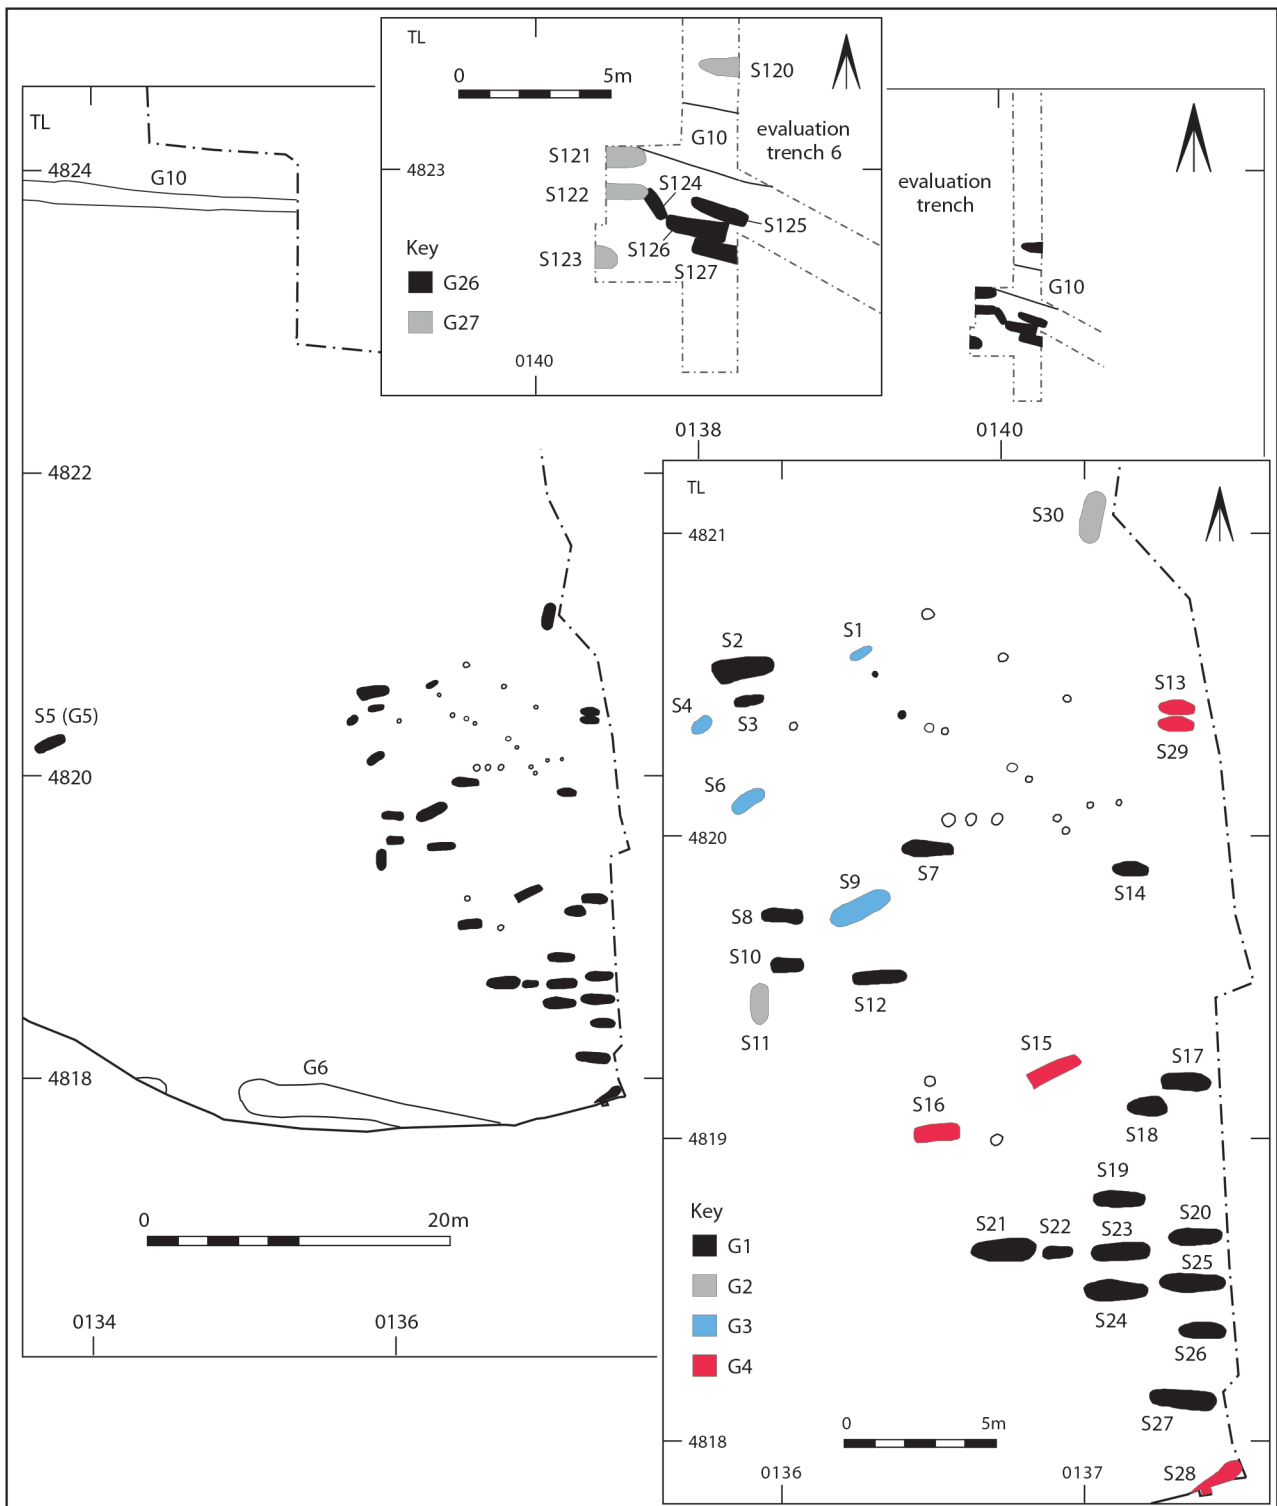 TL
4824
G10
TL
0
5m
S120
evaluation
trench 6
G10
4823
S121
S122
S124
S125
S126
S123
S127
Key
G26
G27
0140
evaluation
trench
G10
0138
0140
4822
S5 (G5)
4820
4818
G6
0
20m
0134
0136
TL
4821
S30
S1
S2
S3
S4
S13
S29
S6
4820
S7
S14
S9
S8
S10
S12
S11
S15
S17
S16
S18
4819
S19
S20
S21
S22
S23
S25
S24
S26
S27
Key
G1
G2
G3
G4
0
5m
4818
S28
0136
0137